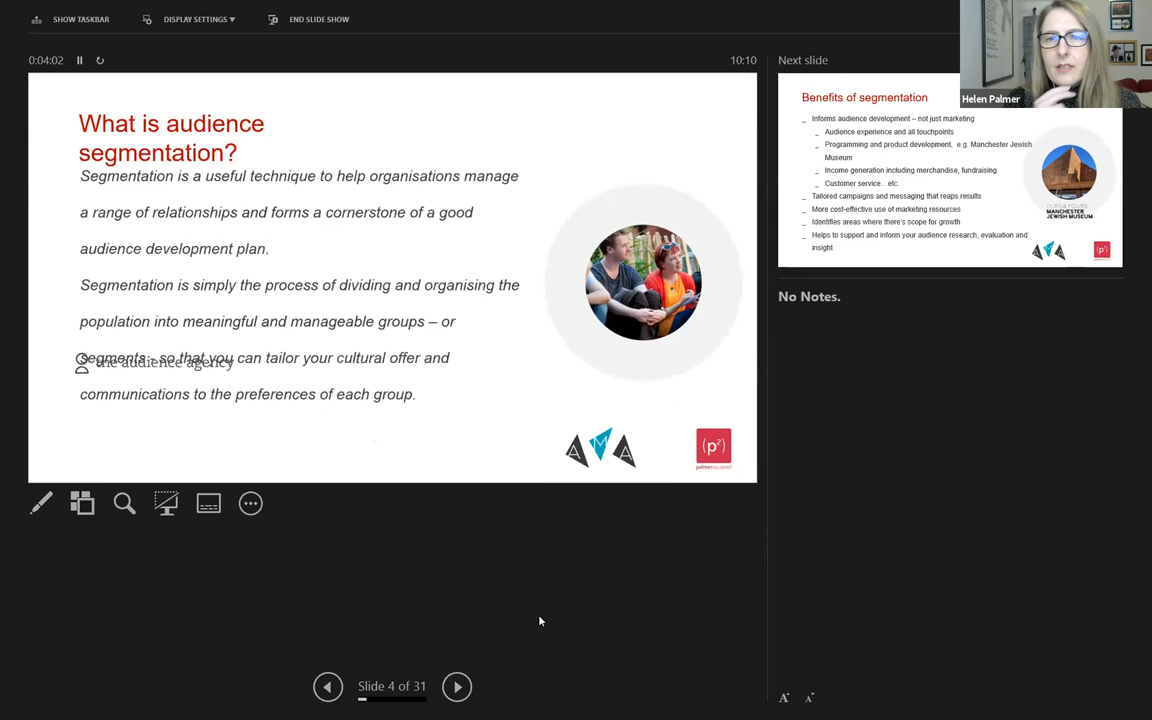 SHOW TASKBAR
DISPLAY SETTINGS ▼
END SLIDE SHOW
0:04:02
10:10
What is audience
segmentation?
Segmentation is a useful technique to help organisations manage
a range of relationships and forms a cornerstone of a good
audience development plan.
Segmentation is simply the process of dividing and organising the
population into meaningful and manageable groups – or
segments - so that you can tailor your cultural offer and
the audience agency
communications to the preferences of each group.
AMA
(p²)
palmersquared
Slide 4 of 31
Next slide
Helen Palmer
Benefits of segmentation
_ Informs audience development – not just marketing
_ Audience experience and all touchpoints
_ Programming and product development, e.g. Manchester Jewish
Museum
_ Income generation including merchandise, fundraising
_ Customer service…etc.
_ Tailored campaigns and messaging that reaps results
_ More cost-effective use of marketing resources
_ Identifies areas where there's scope for growth
_ Helps to support and inform your audience research, evaluation and
insight
MANCHESTER
JEWISH MUSEUM
AMA
(p²)
No Notes.
A
A